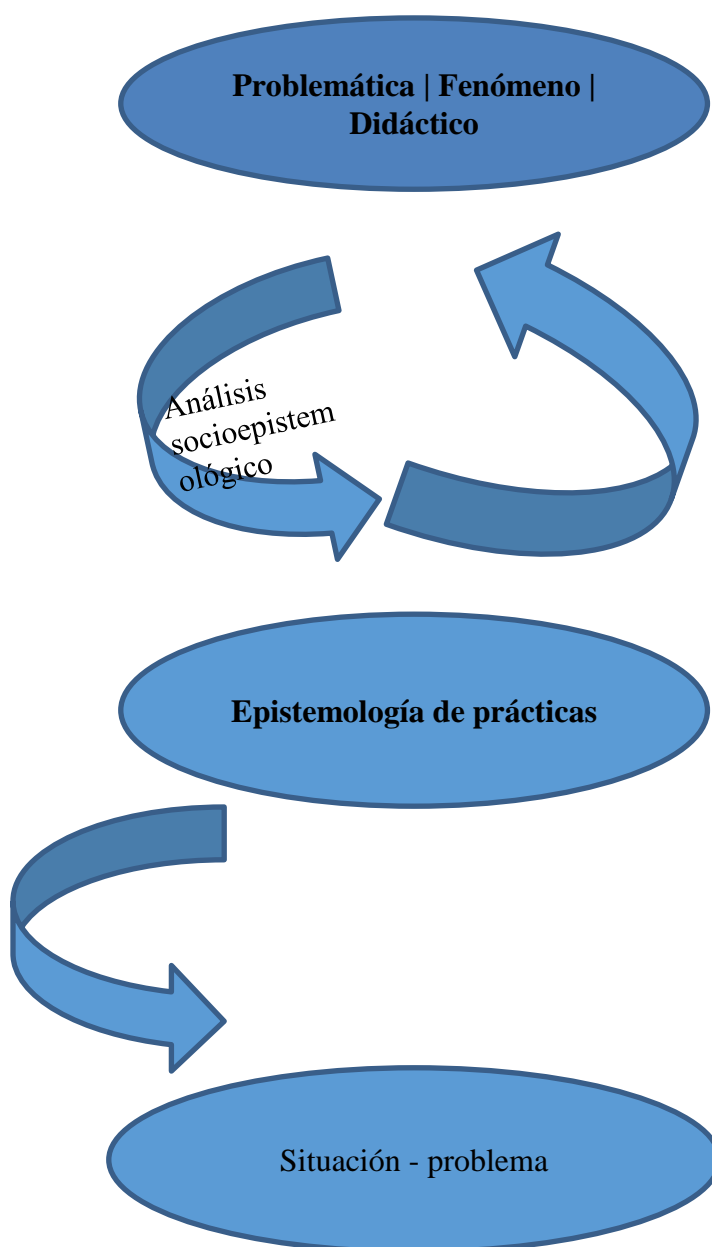 Problemática | Fenómeno |
Didáctico
Análisis
socioepistem
ológico
Epistemología de prácticas
Situación - problema